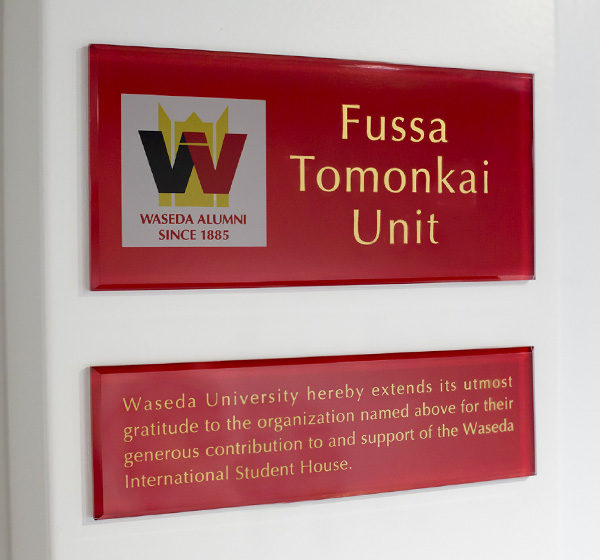 Fussa
Tomonkai
Unit
W
WASEDA ALUMNI
SINCE 1885
Waseda University hereby extends its utmost
gratitude to the organization named above for their
generous contribution to and support of the Waseda
International Student House.